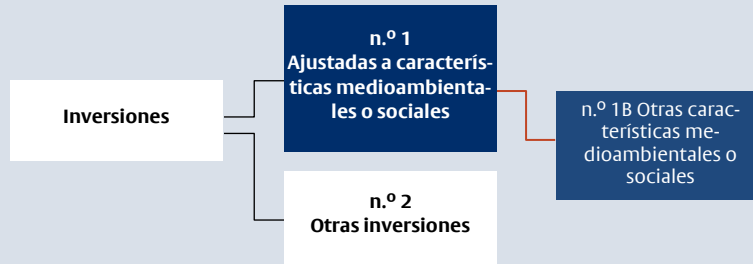 Inversiones
n.º 1
Ajustadas a caracterís-
ticas medioambienta-
les o sociales
n.º 1B Otras carac-
terísticas me-
dioambientales o
sociales
n.º 2
Otras inversiones